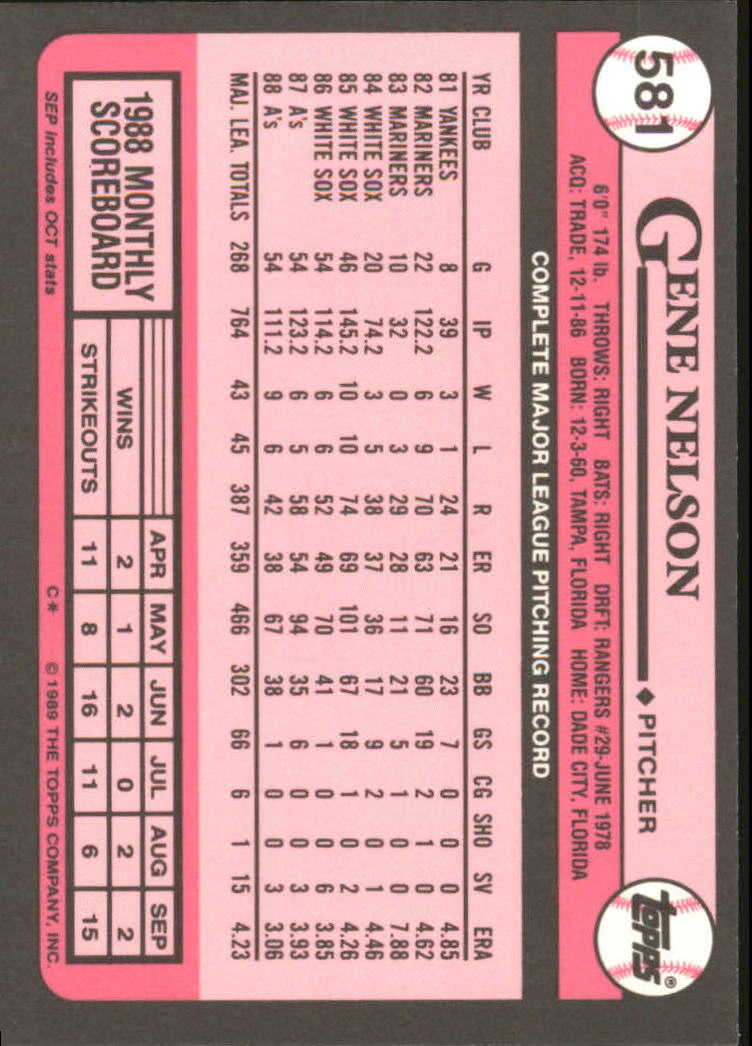 581
GENE NELSON ♦ PITCHER
6'0" 174 lb. THROWS: RIGHT BATS: RIGHT DRFT: RANGERS #29-JUNE 1978
ACQ: TRADE, 12-11-86 BORN: 12-3-60, TAMPA, FLORIDA HOME: DADE CITY, FLORIDA
TOPPS®
COMPLETE MAJOR LEAGUE PITCHING RECORD
YR CLUB G IP W L R ER SO BB GS CG SHO SV ERA
81 YANKEES 8 39 3 1 24 21 16 23 7 0 0 0 4.85
82 MARINERS 22 122.2 6 9 70 63 71 60 19 2 1 0 4.62
83 MARINERS 10 32 0 3 29 28 11 21 5 1 0 0 7.88
84 WHITE SOX 20 74.2 3 5 38 37 36 17 9 2 0 1 4.46
85 WHITE SOX 46 145.2 10 10 74 69 101 67 18 1 0 2 4.26
86 WHITE SOX 54 114.2 6 6 52 49 70 41 1 0 0 6 3.85
87 A's 54 123.2 6 5 58 54 94 35 6 0 0 3 3.93
88 A's 54 111.2 9 6 42 38 67 38 1 0 0 3 3.06
MAJ. LEA. TOTALS 268 764 43 45 387 359 466 302 66 6 1 15 4.23
1988 MONTHLY
SCOREBOARD
APR MAY JUN JUL AUG SEP
WINS 2 1 2 0 2 2
STRIKEOUTS 11 8 16 11 6 15
SEP includes OCT stats C* © 1989 THE TOPPS COMPANY, INC.